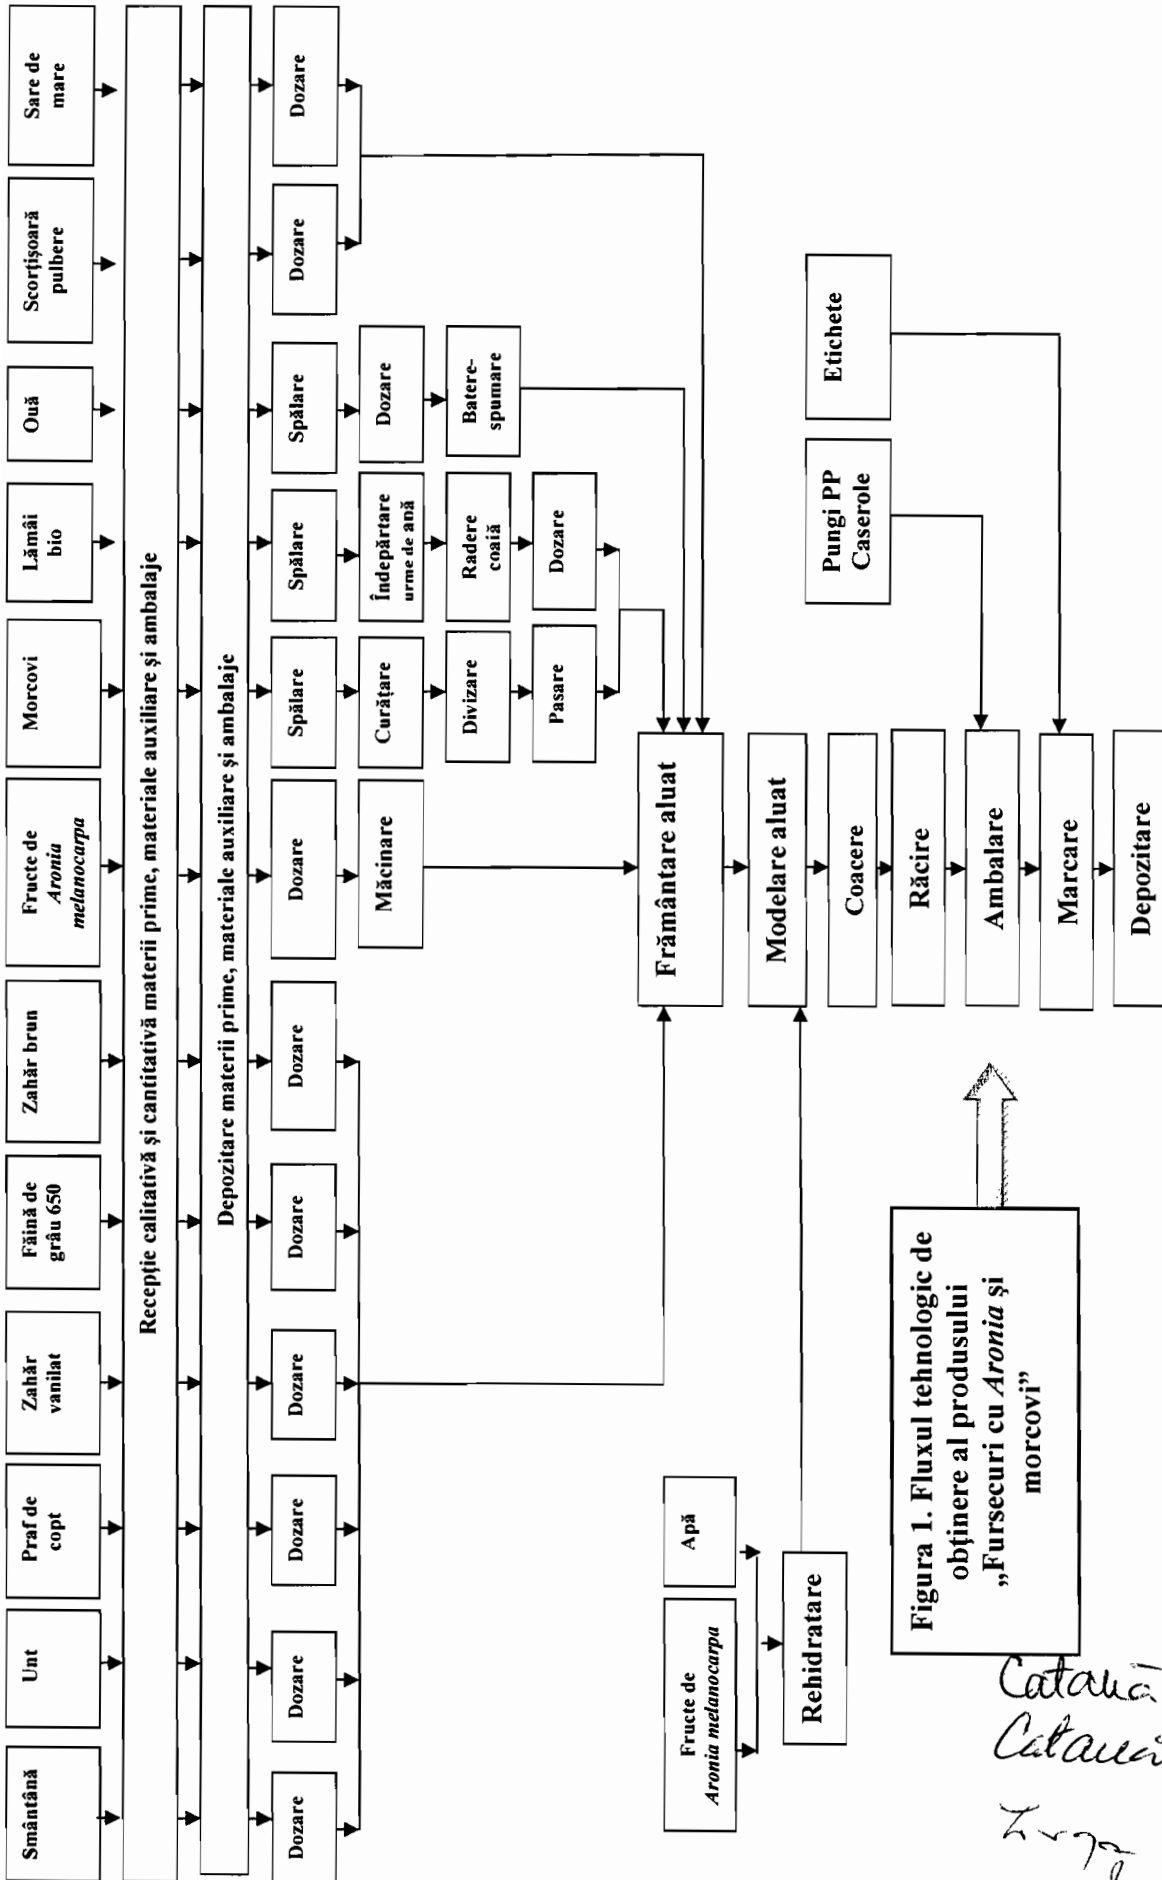 Smântână
Unt
Praf de
copt
Zahăr
vanilat
Făină de
grâu 650
Zahăr brun
Fructe de
Aronia
melanocarpa
Morcovi
Lămâi
bio
Ouă
Scorțișoară
pulbere
Sare de
mare
Recepție calitativă și cantitativă materii prime, materiale auxiliare și ambalaje
Depozitare materii prime, materiale auxiliare și ambalaje
Dozare
Dozare
Dozare
Dozare
Dozare
Dozare
Dozare
Spălare
Spălare
Spălare
Dozare
Dozare
Măcinare
Curățare
Îndepărtare
urme de ană
Dozare
Divizare
Radere
coaiă
Batere-
spumare
Pasare
Dozare
Fructe de
Aronia melanocarpa
Apă
Frământare aluat
Rehidratare
Modelare aluat
Pungi PP
Caserole
Etichete
Coacere
Răcire
Ambalare
Marcare
Depozitare
Figura 1. Fluxul tehnologic de
obținere al produsului
„Fursecuri cu Aronia și
morcovi”
Catană
Catană